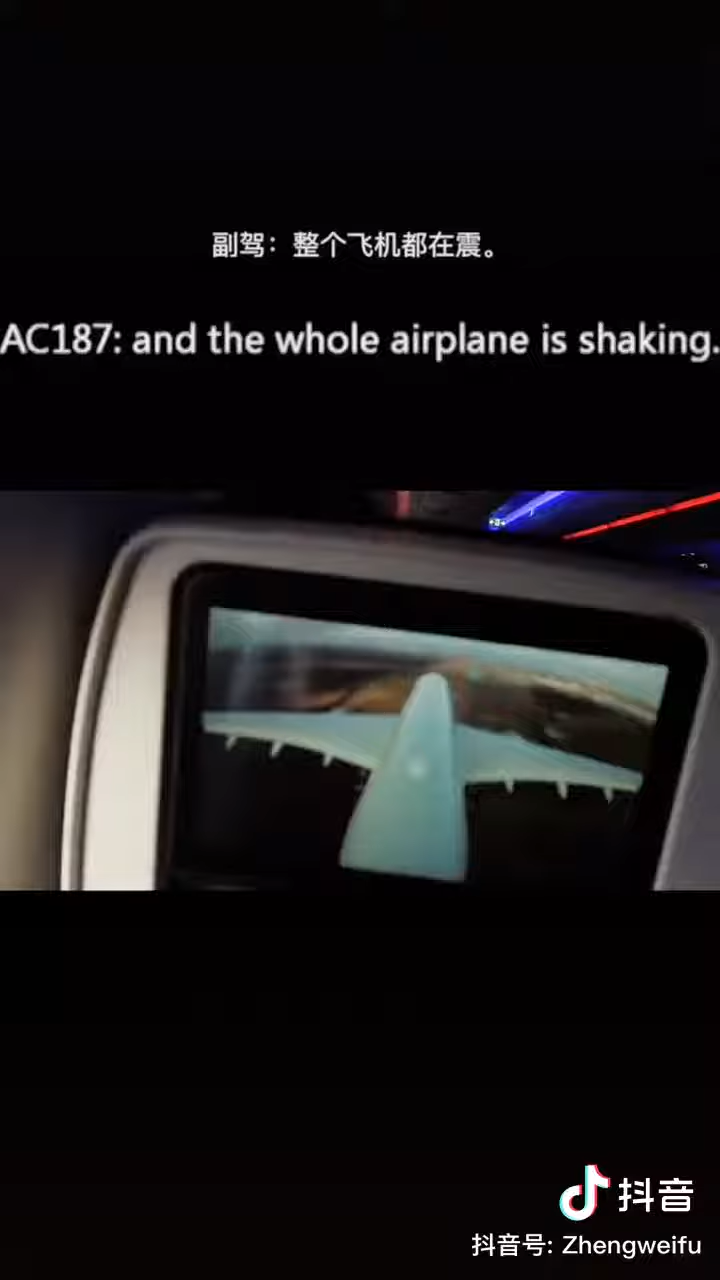 副驾：整个飞机都在震。
AC187: and the whole airplane is shaking.
抖音
抖音号: Zhengweifu